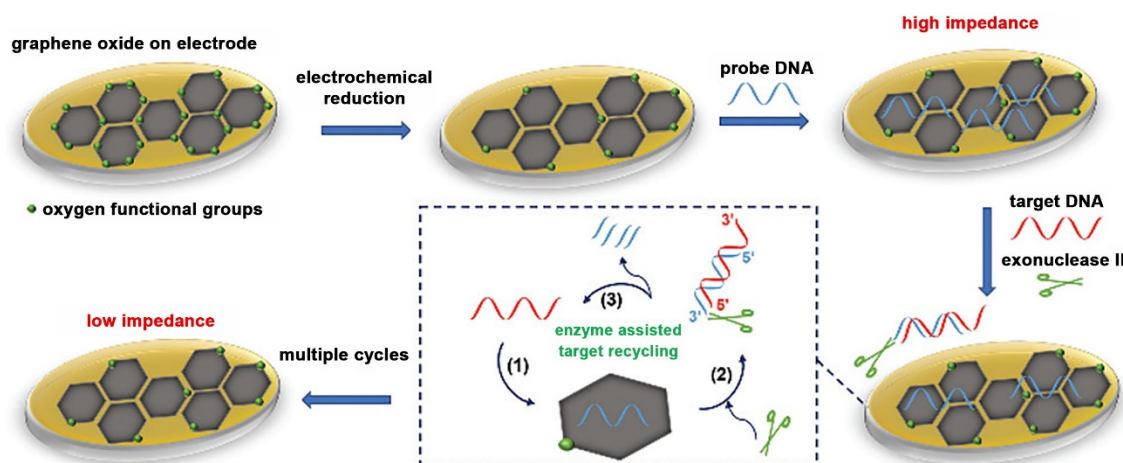 graphene oxide on electrode
electrochemical
reduction
probe DNA
high impedance
oxygen functional groups
target DNA
exonuclease II
3'
5'
5'
3'
(3)
enzyme assisted
target recycling
(1)
(2)
low impedance
multiple cycles